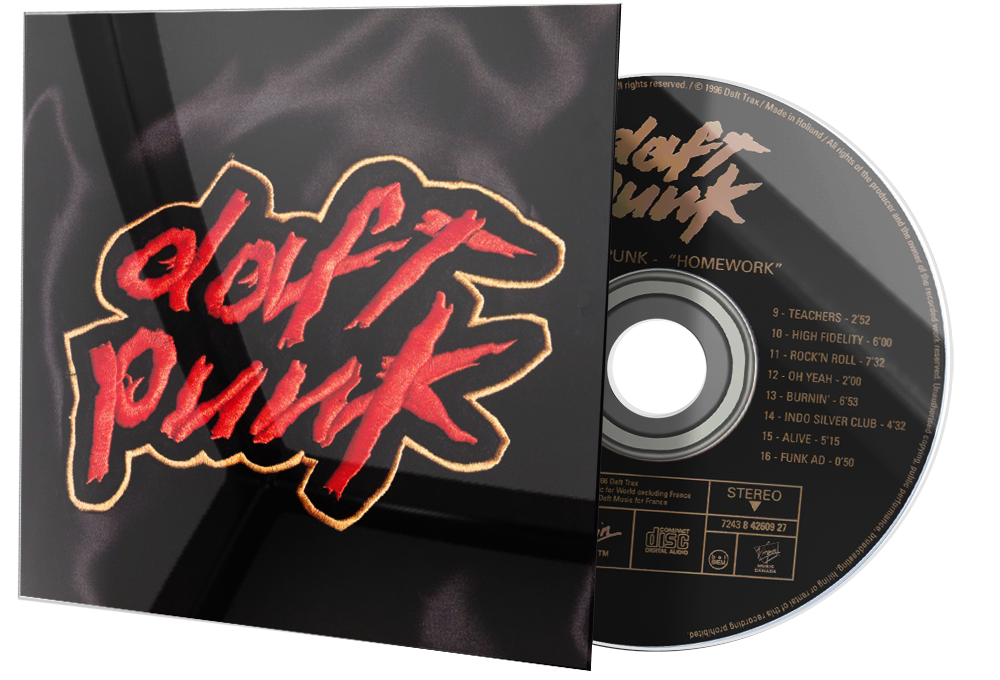 daft
punk
ll rights reserved. / © 1996 Daft Trax / Made in Holland / All rights of the producer and the owner of the recorded work reserved. Unauthorised copying, public performance, broadcasting, hiring or rental of this recording prohibited
daft
punk
PUNK - "HOMEWORK"
9 - TEACHERS - 2'52
10 - HIGH FIDELITY - 6'00
11 - ROCK'N ROLL - 7'32
12 - OH YEAH - 2'00
13 - BURNIN' - 6'53
14 - INDO SILVER CLUB - 4'32
15 - ALIVE - 5'15
16 - FUNK AD - 0'50
96 Daft Trax
c for World excluding France
Daft Music for France
STEREO
7243 8 42609 27
gin
TM
COMPACT
disc
DIGITAL AUDIO
BIEM
Virgin
MUSIC
CANADA